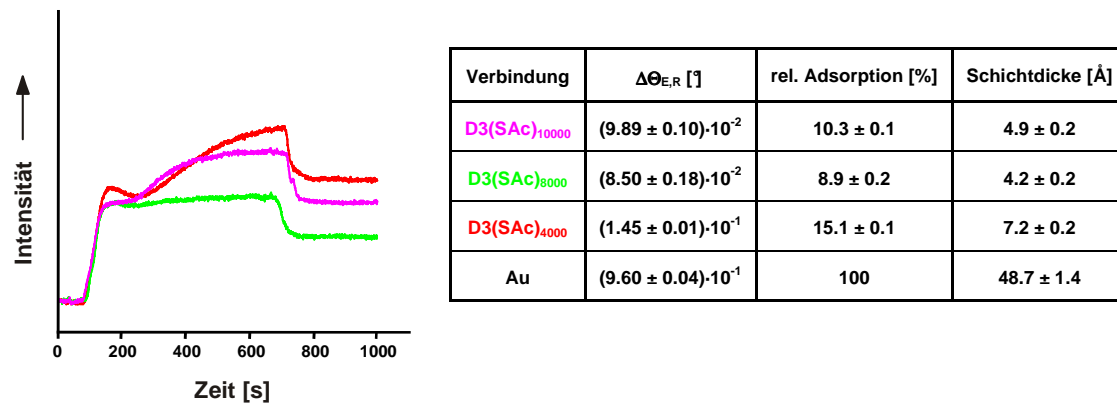 Intensität
0 200 400 600 800 1000
Zeit [s]
Verbindung ΔΘE,R [°] rel. Adsorption [%] Schichtdicke [Å]
D3(SAc)10000 (9.89 ± 0.10)·10-2 10.3 ± 0.1 4.9 ± 0.2
D3(SAc)8000 (8.50 ± 0.18)·10-2 8.9 ± 0.2 4.2 ± 0.2
D3(SAc)4000 (1.45 ± 0.01)·10-1 15.1 ± 0.1 7.2 ± 0.2
Au (9.60 ± 0.04)·10-1 100 48.7 ± 1.4